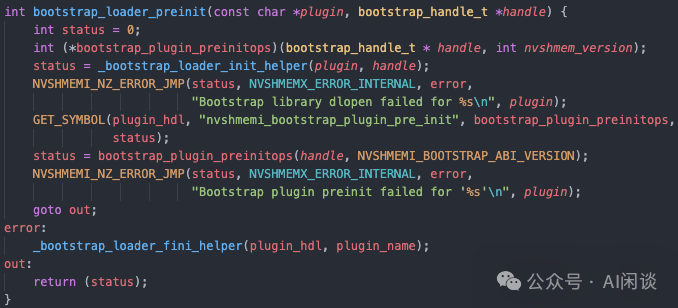 int bootstrap_loader_preinit(const char *plugin, bootstrap_handle_t *handle) {
    int status = 0;
    int (*bootstrap_plugin_preinitops)(bootstrap_handle_t * handle, int nvshmem_version);
    status = _bootstrap_loader_init_helper(plugin, handle);
    NVSHMEMI_NZ_ERROR_JMP(status, NVSHMEMX_ERROR_INTERNAL, error,
                          "Bootstrap library dlopen failed for %s\n", plugin);
    GET_SYMBOL(plugin_hdl, "nvshmemi_bootstrap_plugin_pre_init", bootstrap_plugin_preinitops,
               status);
    status = bootstrap_plugin_preinitops(handle, NVSHMEMI_BOOTSTRAP_ABI_VERSION);
    NVSHMEMI_NZ_ERROR_JMP(status, NVSHMEMX_ERROR_INTERNAL, error,
                          "Bootstrap plugin preinit failed for '%s'\n", plugin);
    goto out;
error:
    _bootstrap_loader_fini_helper(plugin_hdl, plugin_name);
out:
    return (status);
}
公众号 · AI闲谈